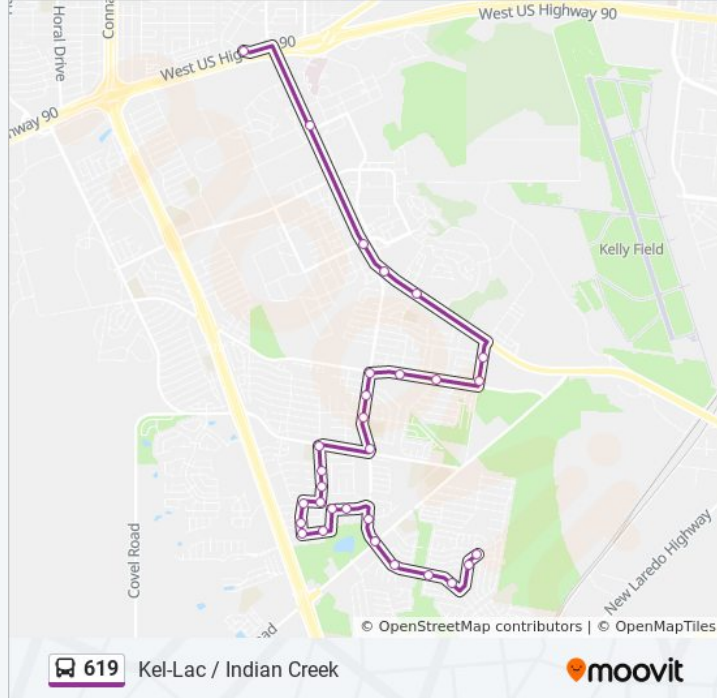 Conna
West US Highway 90
Horal Drive
West US Hig
90
hway 90
Kelly Field
Covel Road
New Laredo Highway
ad
© OpenStreetMap contributors | © OpenMapTiles
619 Kel-Lac / Indian Creek
moovit